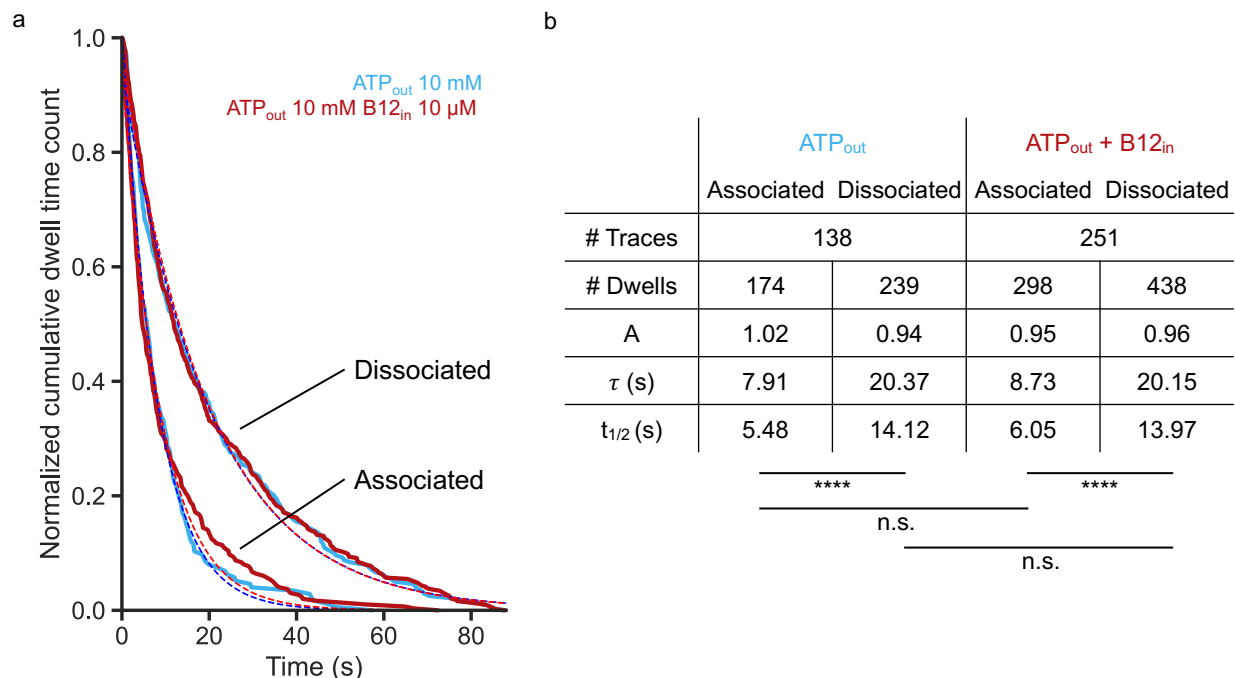 a
b
1.0
0.8
0.6
0.4
0.2
0.0
0 20 40 60 80
Normalized cumulative dwell time count
Time (s)
ATPout 10 mM
ATPout 10 mM B12in 10 µM
Dissociated
Associated
ATPout ATPout + B12in
Associated Dissociated Associated Dissociated
# Traces 138 251
# Dwells 174 239 298 438
A 1.02 0.94 0.95 0.96
τ (s) 7.91 20.37 8.73 20.15
t1/2 (s) 5.48 14.12 6.05 13.97
**** ****
n.s.
n.s.